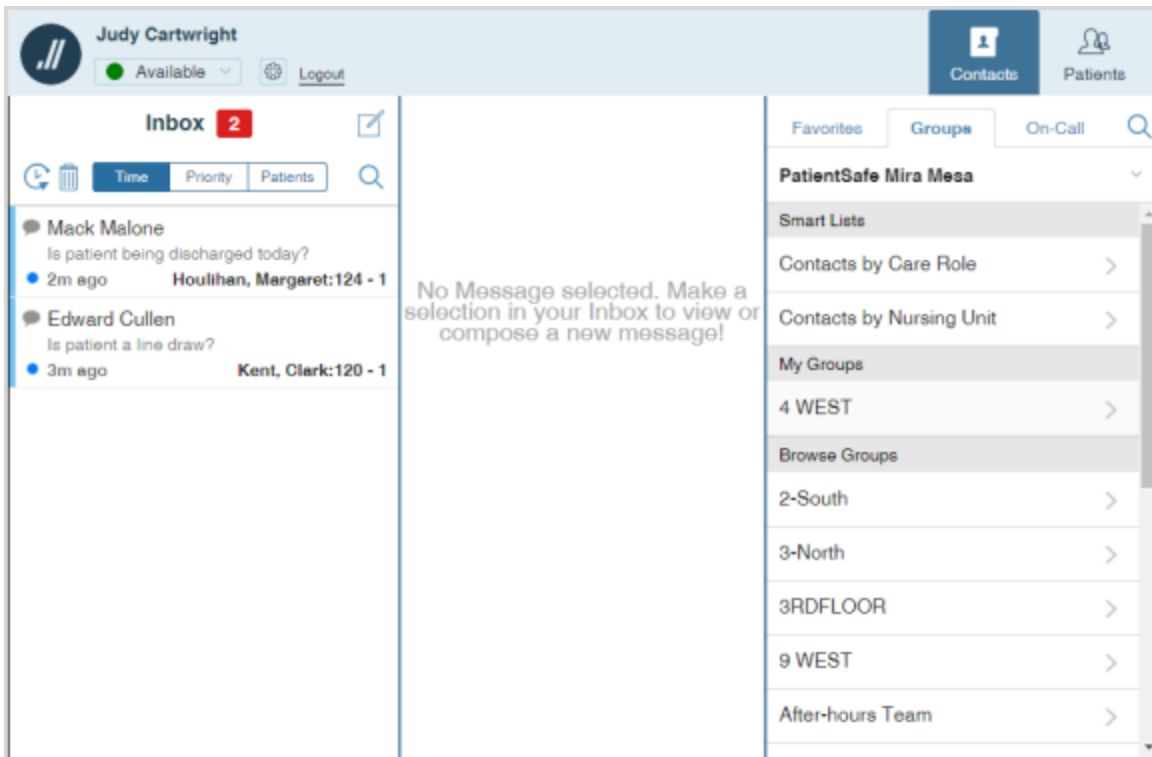 Judy Cartwright
Available
Logout
Contacts
Patients
Inbox 2
Time Priority Patients
Mack Malone
Is patient being discharged today?
2m ago Houlihan, Margaret:124 - 1
Edward Cullen
Is patient a line draw?
3m ago Kent, Clark:120 - 1
No Message selected. Make a
selection in your Inbox to view or
compose a new message!
Favorites Groups On-Call
PatientSafe Mira Mesa
Smart Lists
Contacts by Care Role
Contacts by Nursing Unit
My Groups
4 WEST
Browse Groups
2-South
3-North
3RDFLOOR
9 WEST
After-hours Team